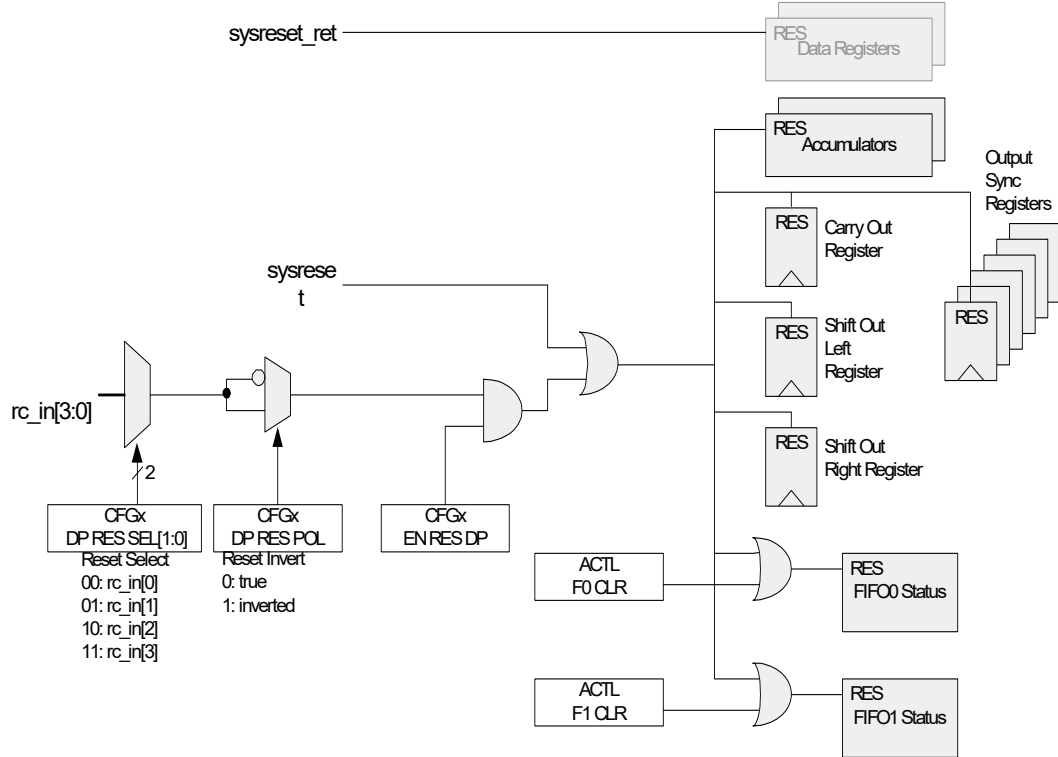 sysreset_ret
RES
Data Registers
RES
Accumulators
Output
Sync
Registers
RES
Carry Out
Register
sysrese
t
RES
Shift Out
Left
Register
RES
rc_in[3:0]
RES
Shift Out
Right Register
2
CFGx
DP RES SEL[1:0]
CFGx
DP RES POL
CFGx
EN RES DP
Reset Select
00: rc_in[0]
01: rc_in[1]
10: rc_in[2]
11: rc_in[3]
Reset Invert
0: true
1: inverted
ACTL
F0 CLR
RES
FIFO0 Status
ACTL
F1 CLR
RES
FIFO1 Status